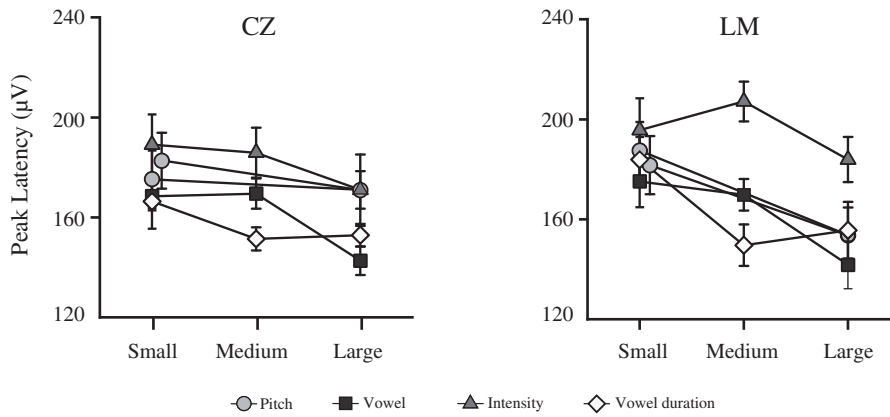 CZ
LM
Peak Latency (µV)
240
200
160
120
Small Medium Large
240
200
160
120
Small Medium Large
Pitch Vowel Intensity Vowel duration